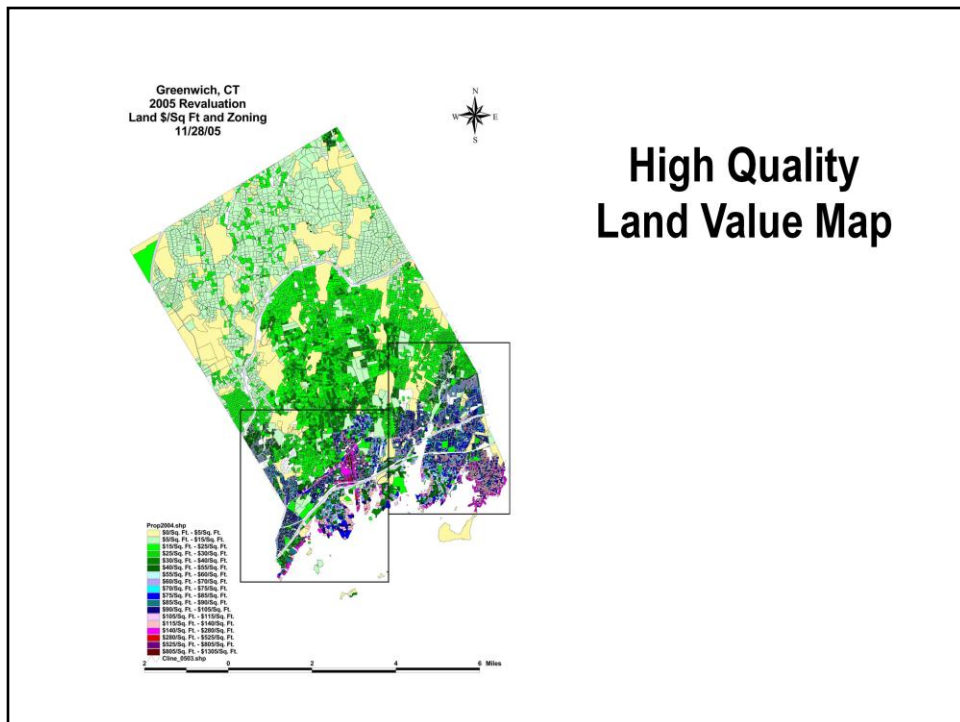 Greenwich, CT
2005 Revaluation
Land $/Sq Ft and Zoning
11/28/05
N
W E
S
High Quality
Land Value Map
Prop2004.shp
$0/Sq. Ft. - $5/Sq. Ft.
$5/Sq. Ft. - $15/Sq. Ft.
$15/Sq. Ft. - $25/Sq. Ft.
$25/Sq. Ft. - $30/Sq. Ft.
$30/Sq. Ft. - $40/Sq. Ft.
$40/Sq. Ft. - $55/Sq. Ft.
$55/Sq. Ft. - $60/Sq. Ft.
$60/Sq. Ft. - $70/Sq. Ft.
$70/Sq. Ft. - $75/Sq. Ft.
$75/Sq. Ft. - $85/Sq. Ft.
$85/Sq. Ft. - $90/Sq. Ft.
$90/Sq. Ft. - $105/Sq. Ft.
$105/Sq. Ft. - $115/Sq. Ft.
$115/Sq. Ft. - $140/Sq. Ft.
$140/Sq. Ft. - $280/Sq. Ft.
$280/Sq. Ft. - $525/Sq. Ft.
$525/Sq. Ft. - $805/Sq. Ft.
$805/Sq. Ft. - $1305/Sq. Ft.
Cline_0503.shp
2 0 2 4 6 Miles